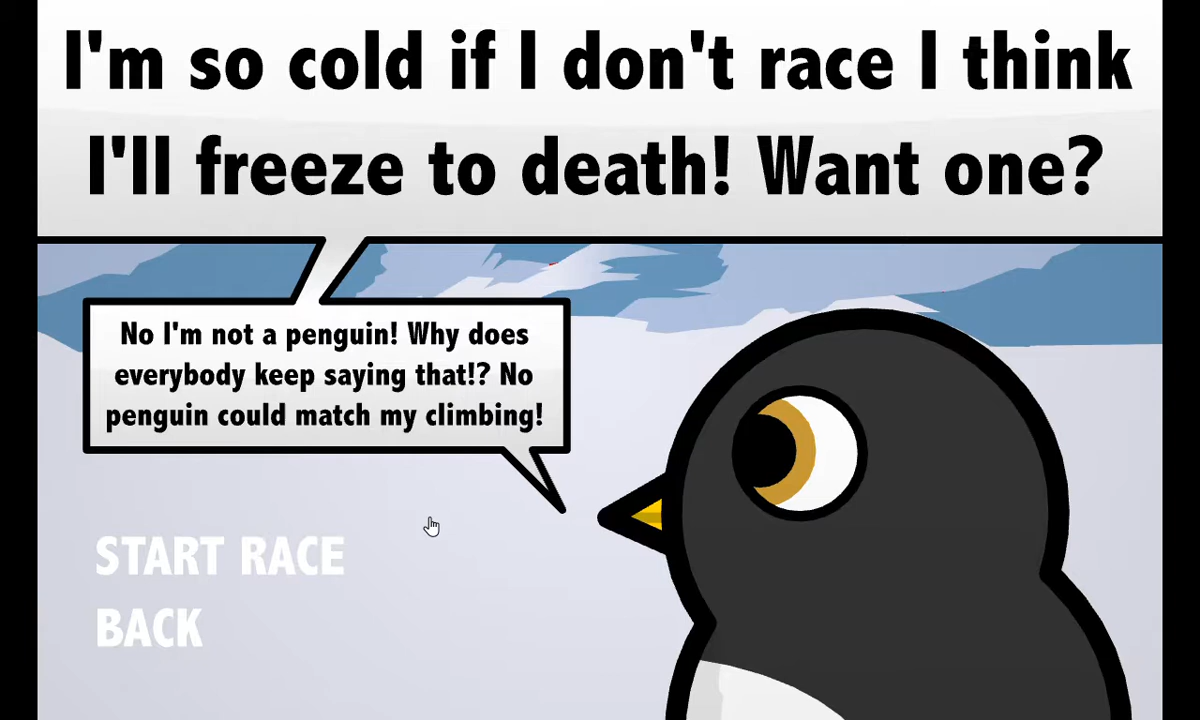 I'm so cold if I don't race I think
I'll freeze to death! Want one?
No I'm not a penguin! Why does
everybody keep saying that!? No
penguin could match my climbing!
START RACE
BACK